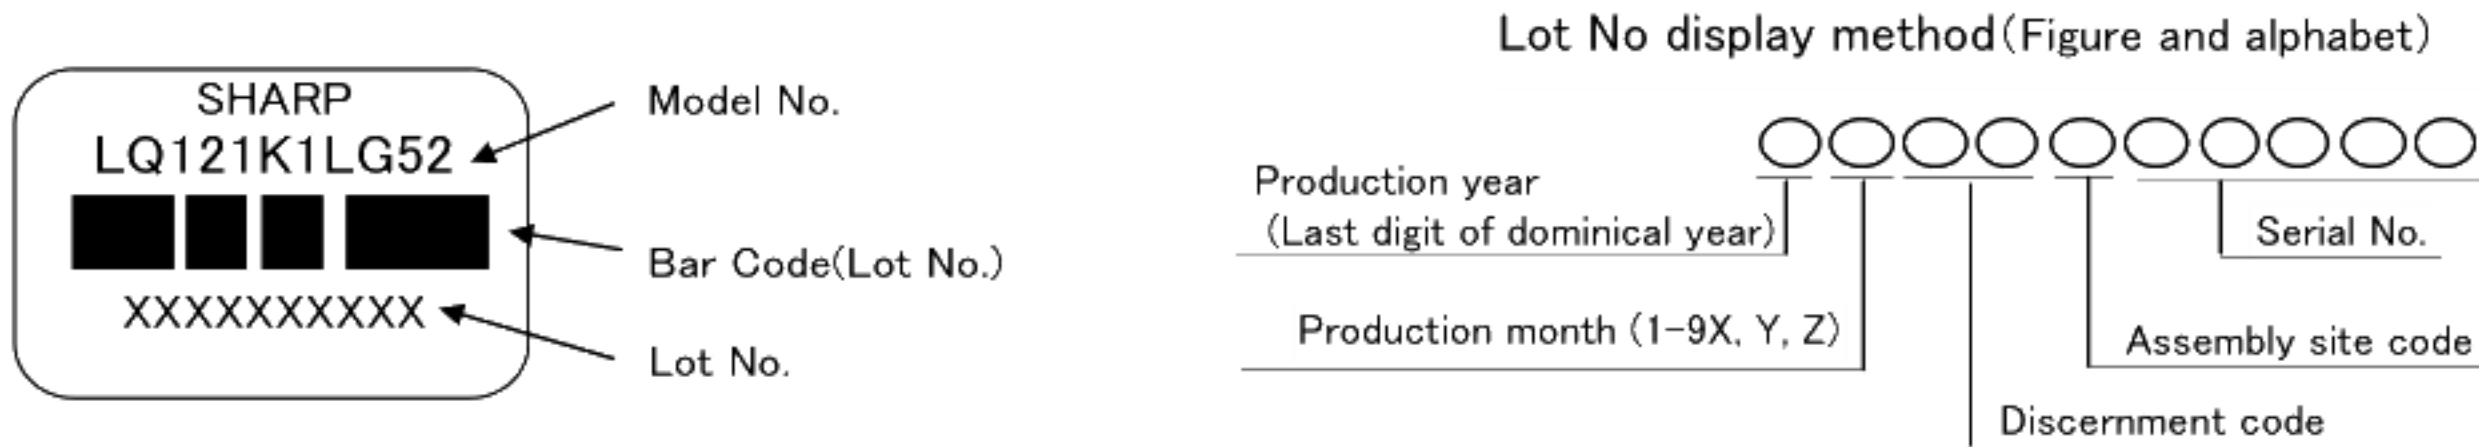 SHARP
LQ121K1LG52
XXXXXXXXXX
Model No.
Bar Code(Lot No.)
Lot No.
Lot No display method(Figure and alphabet)
Production year
(Last digit of dominical year)
Production month (1-9X, Y, Z)
Serial No.
Assembly site code
Discernment code